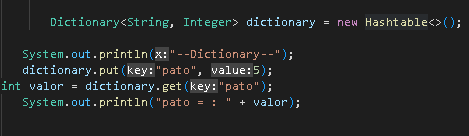 Dictionary<String, Integer> dictionary = new Hashtable<>();
System.out.println(x:"--Dictionary--");
dictionary.put(key:"pato", value:5);
int valor = dictionary.get(key:"pato");
System.out.println("pato = : " + valor);